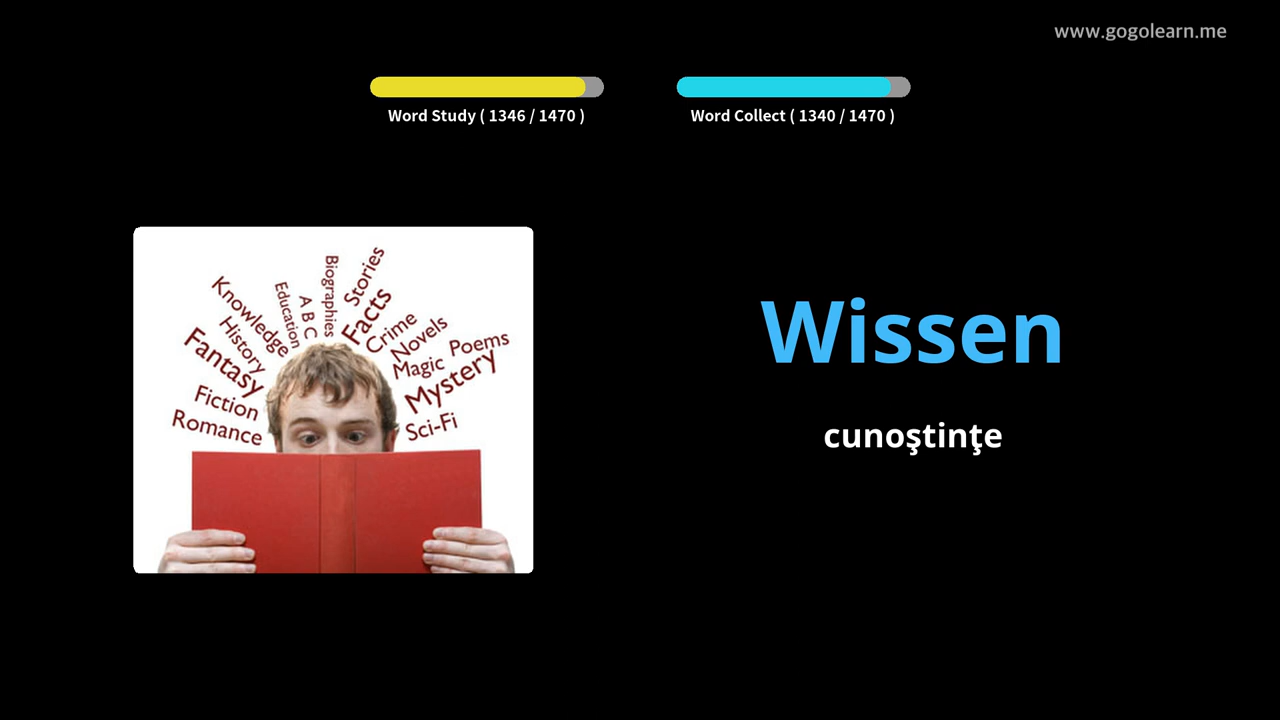 www.gogolearn.me
Word Study ( 1346 / 1470 )
Word Collect ( 1340 / 1470 )
Wissen
cunoştinţe
Romance
Fiction
Fantasy
History
Knowledge
Education
A B C
Biographies
Stories
Facts
Crime
Novels
Magic
Poems
Mystery
Sci-Fi